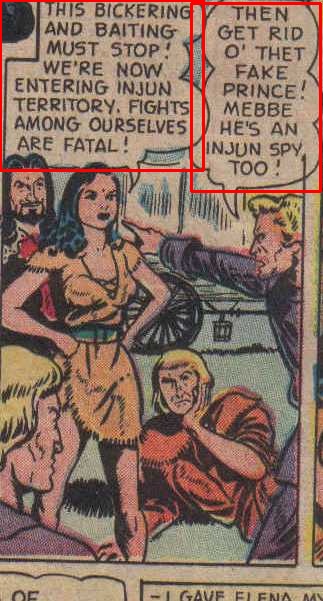 THIS BICKERING
AND BAITING
MUST STOP!
WE'RE NOW
ENTERING INJUN
TERRITORY. FIGHTS
AMONG OURSELVES
ARE FATAL!
THEN
GET RID
O' THET
FAKE
PRINCE!
MEBBE
HE'S AN
INJUN SPY,
TOO!
OF
- I GAVE ELENA MY